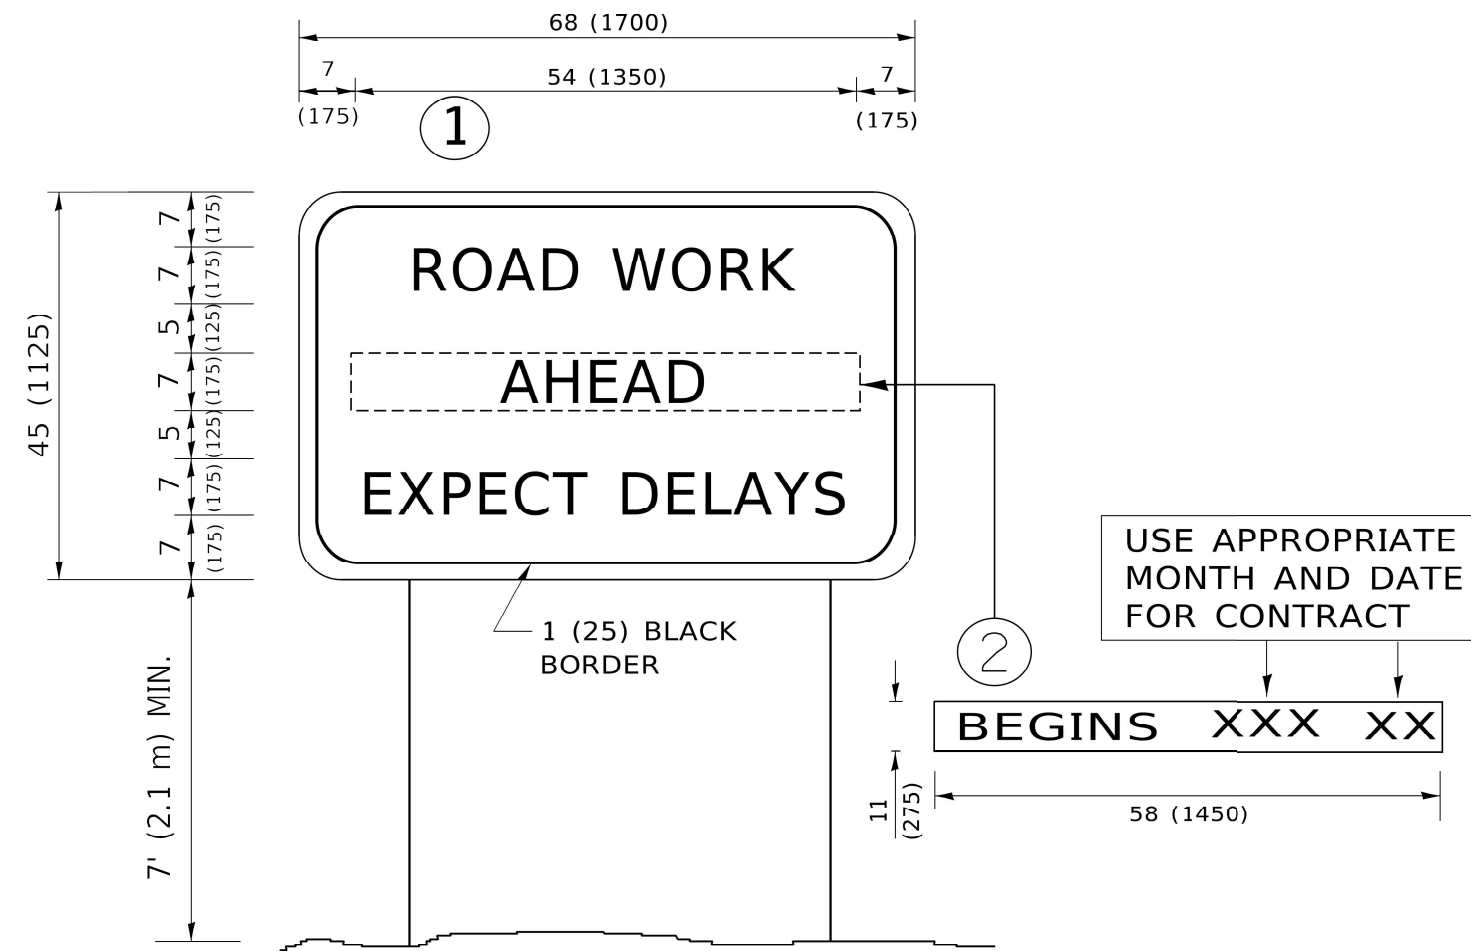 68 (1700)
7
54 (1350)
7
(175)
(175)
1
7
(175)
7
(175)
5
(125)
7
(175)
5
(125)
7
(175)
7
(175)
45 (1125)
ROAD WORK
AHEAD
EXPECT DELAYS
1 (25) BLACK
BORDER
7' (2.1 m) MIN.
2
USE APPROPRIATE
MONTH AND DATE
FOR CONTRACT
BEGINS XXX XX
11
(275)
58 (1450)